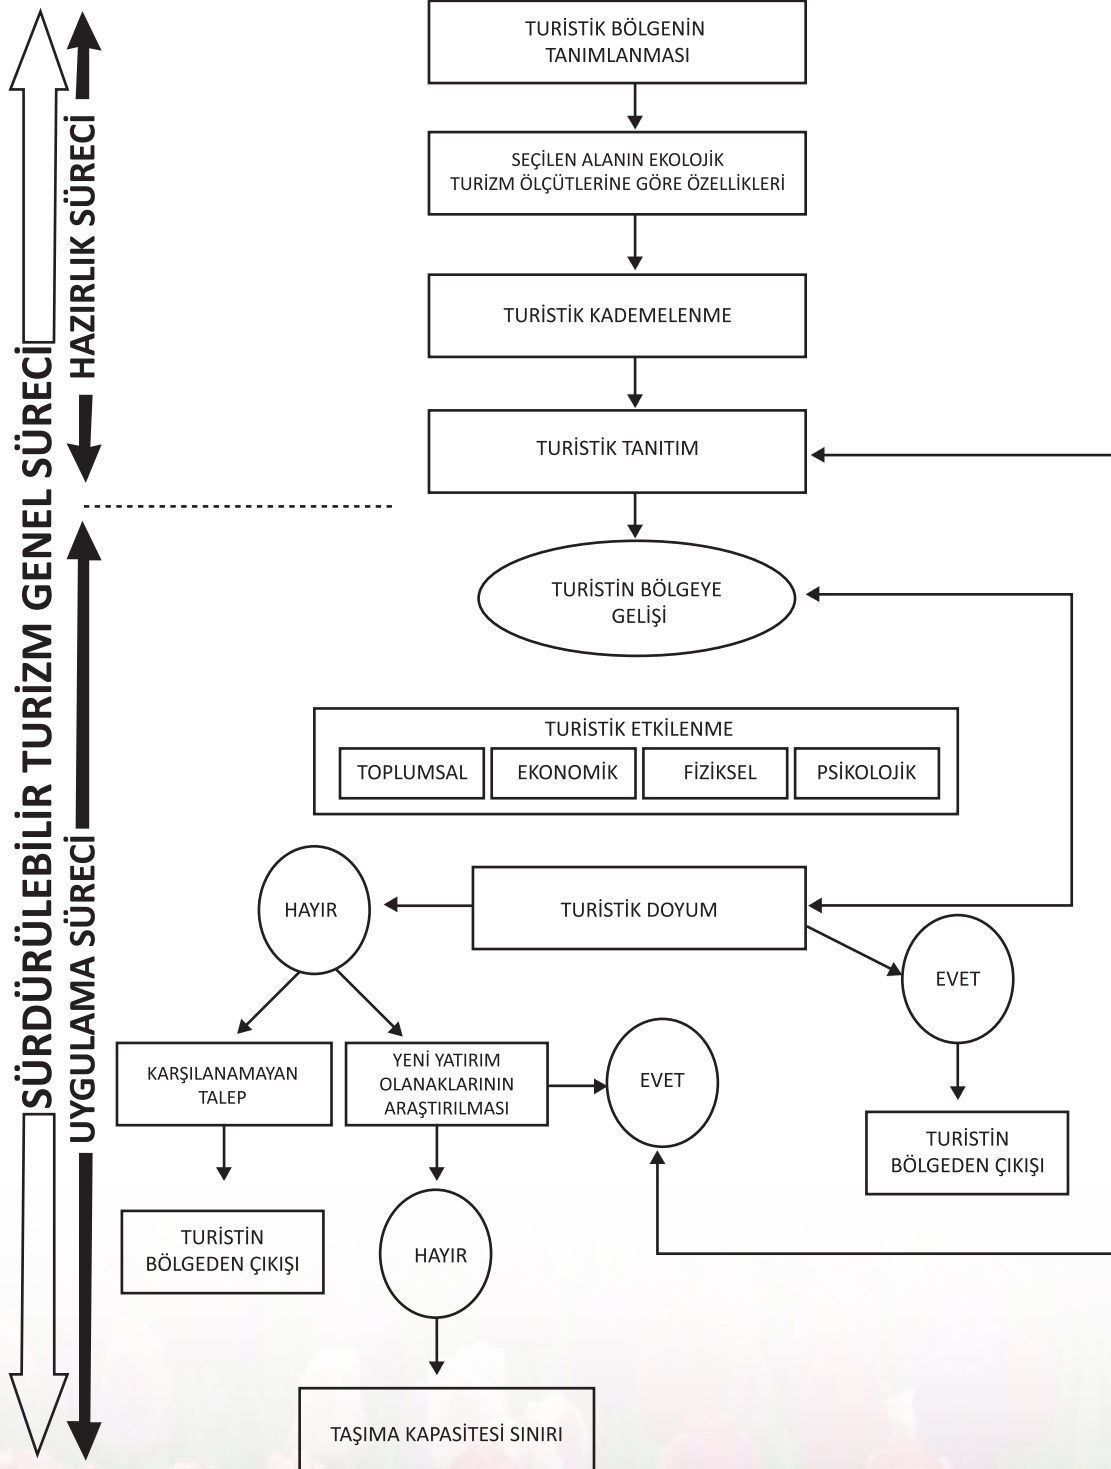 SÜRDÜRÜLEBİLİR TURİZM GENEL SÜRECİ
HAZIRLIK SÜRECİ
UYGULAMA SÜRECİ
TURİSTİK BÖLGENİN
TANIMLANMASI
SEÇİLEN ALANIN EKOLOJİK
TURİZM ÖLÇÜTLERİNE GÖRE ÖZELLİKLERİ
TURİSTİK KADEMELENME
TURİSTİK TANITIM
TURİSTİN BÖLGEYE
GELİŞİ
TURİSTİK ETKİLENME
TOPLUMSAL
EKONOMİK
FİZİKSEL
PSİKOLOJİK
HAYIR
TURİSTİK DOYUM
EVET
KARŞILANAMAYAN
TALEP
YENİ YATIRIM
OLANAKLARININ
ARAŞTIRILMASI
EVET
TURİSTİN
BÖLGEDEN ÇIKIŞI
TURİSTİN
BÖLGEDEN ÇIKIŞI
HAYIR
TAŞIMA KAPASİTESİ SINIRI